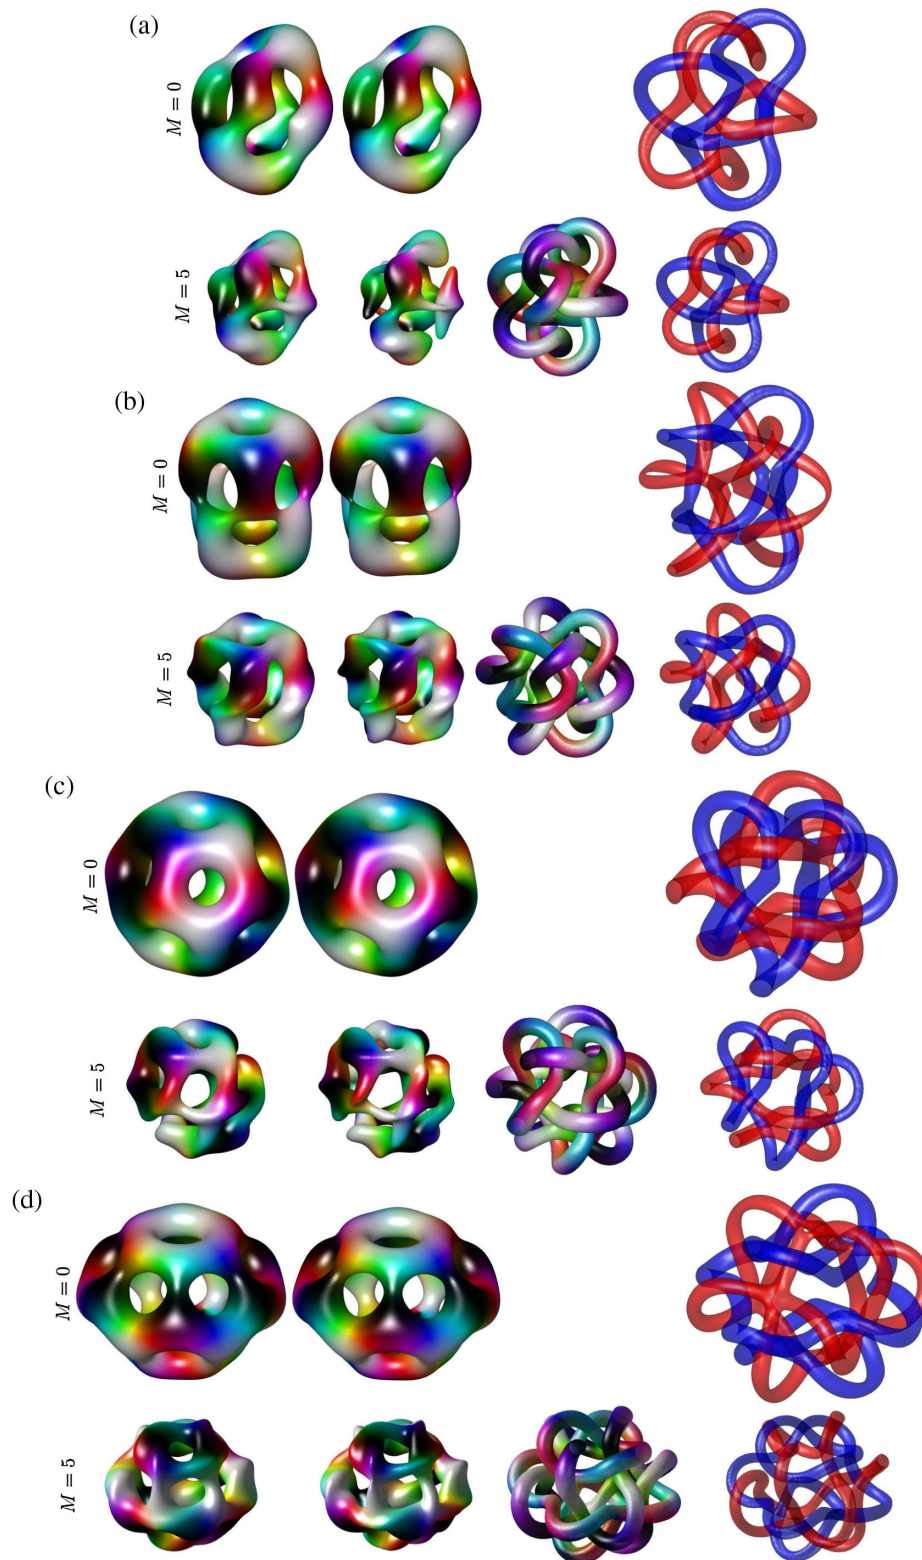 (a)
M = 0
M = 5
(b)
M = 0
M = 5
(c)
M = 0
M = 5
(d)
M = 0
M = 5